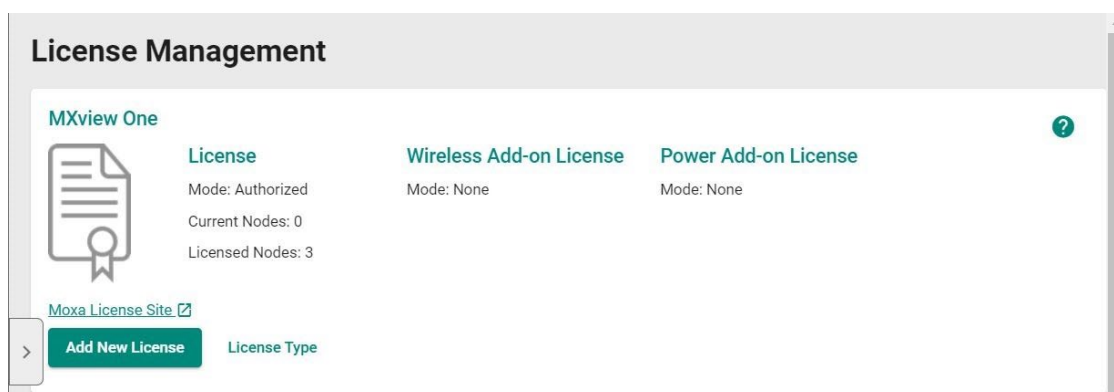 License Management
MXview One
?
License
Wireless Add-on License
Power Add-on License
Mode: Authorized
Mode: None
Mode: None
Current Nodes: 0
Licensed Nodes: 3
Moxa License Site
Add New License
License Type